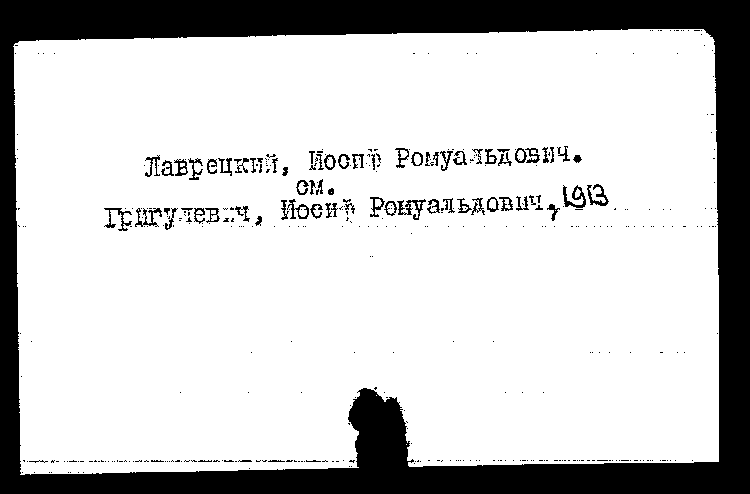 Лаврецкий, Иосиф Ромуальдович.
см.
Григулевич, Иосиф Ромуальдович, 1913